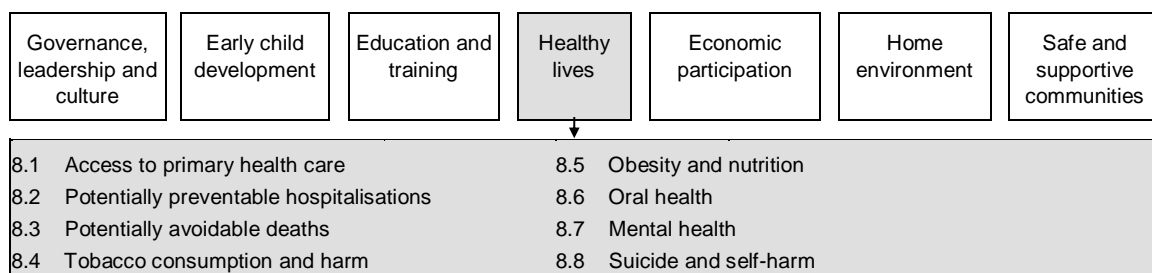 Governance,
leadership and
culture
Early child
development
Education and
training
Healthy
lives
Economic
participation
Home
environment
Safe and
supportive
communities
8.1 Access to primary health care
8.2 Potentially preventable hospitalisations
8.3 Potentially avoidable deaths
8.4 Tobacco consumption and harm
8.5 Obesity and nutrition
8.6 Oral health
8.7 Mental health
8.8 Suicide and self-harm